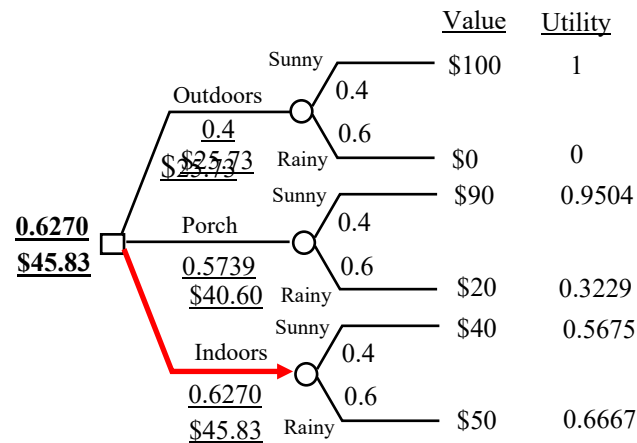 Value Utility
Sunny $100 1
0.4
Outdoors
0.4
0.6
$25.73
$25.73
Rainy $0 0
Sunny $90 0.9504
0.4
0.6270
Porch
$45.83
0.5739
0.6
$40.60
Rainy $20 0.3229
Sunny $40 0.5675
Indoors
0.4
0.6270
0.6
$45.83
Rainy $50 0.6667